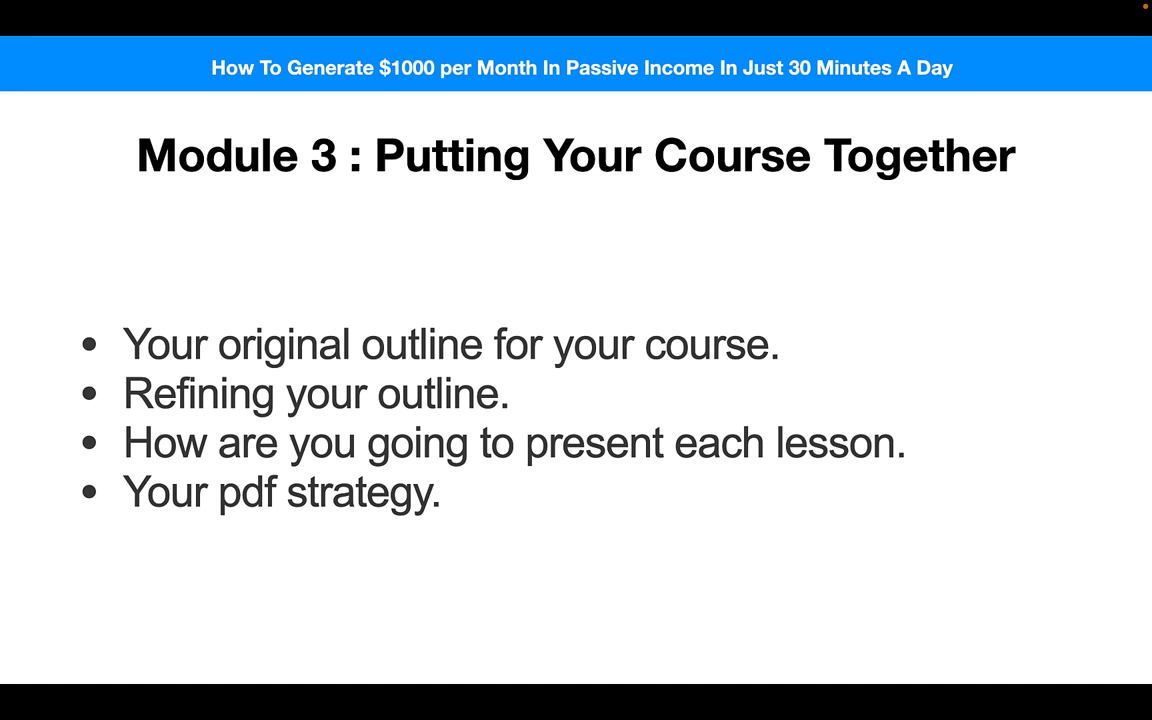 How To Generate $1000 per Month In Passive Income In Just 30 Minutes A Day
Module 3 : Putting Your Course Together
• Your original outline for your course.
• Refining your outline.
• How are you going to present each lesson.
• Your pdf strategy.